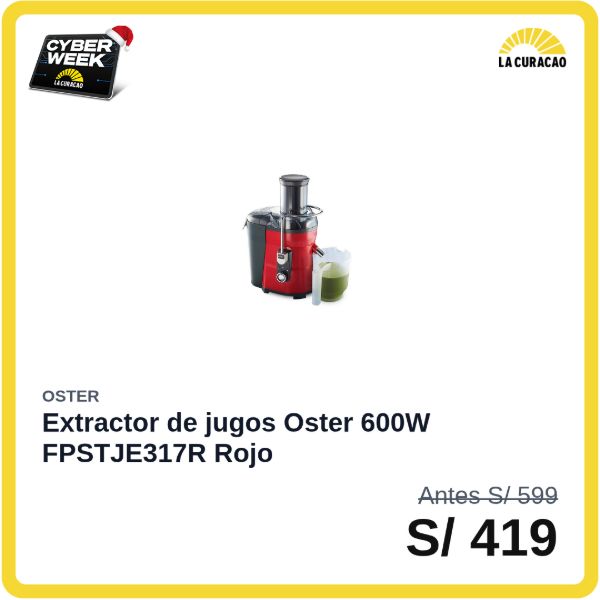 CYBER
WEEK
LA CURACAO
LA CURACAO
OSTER
Extractor de jugos Oster 600W
FPSTJE317R Rojo
Antes S/ 599
S/ 419